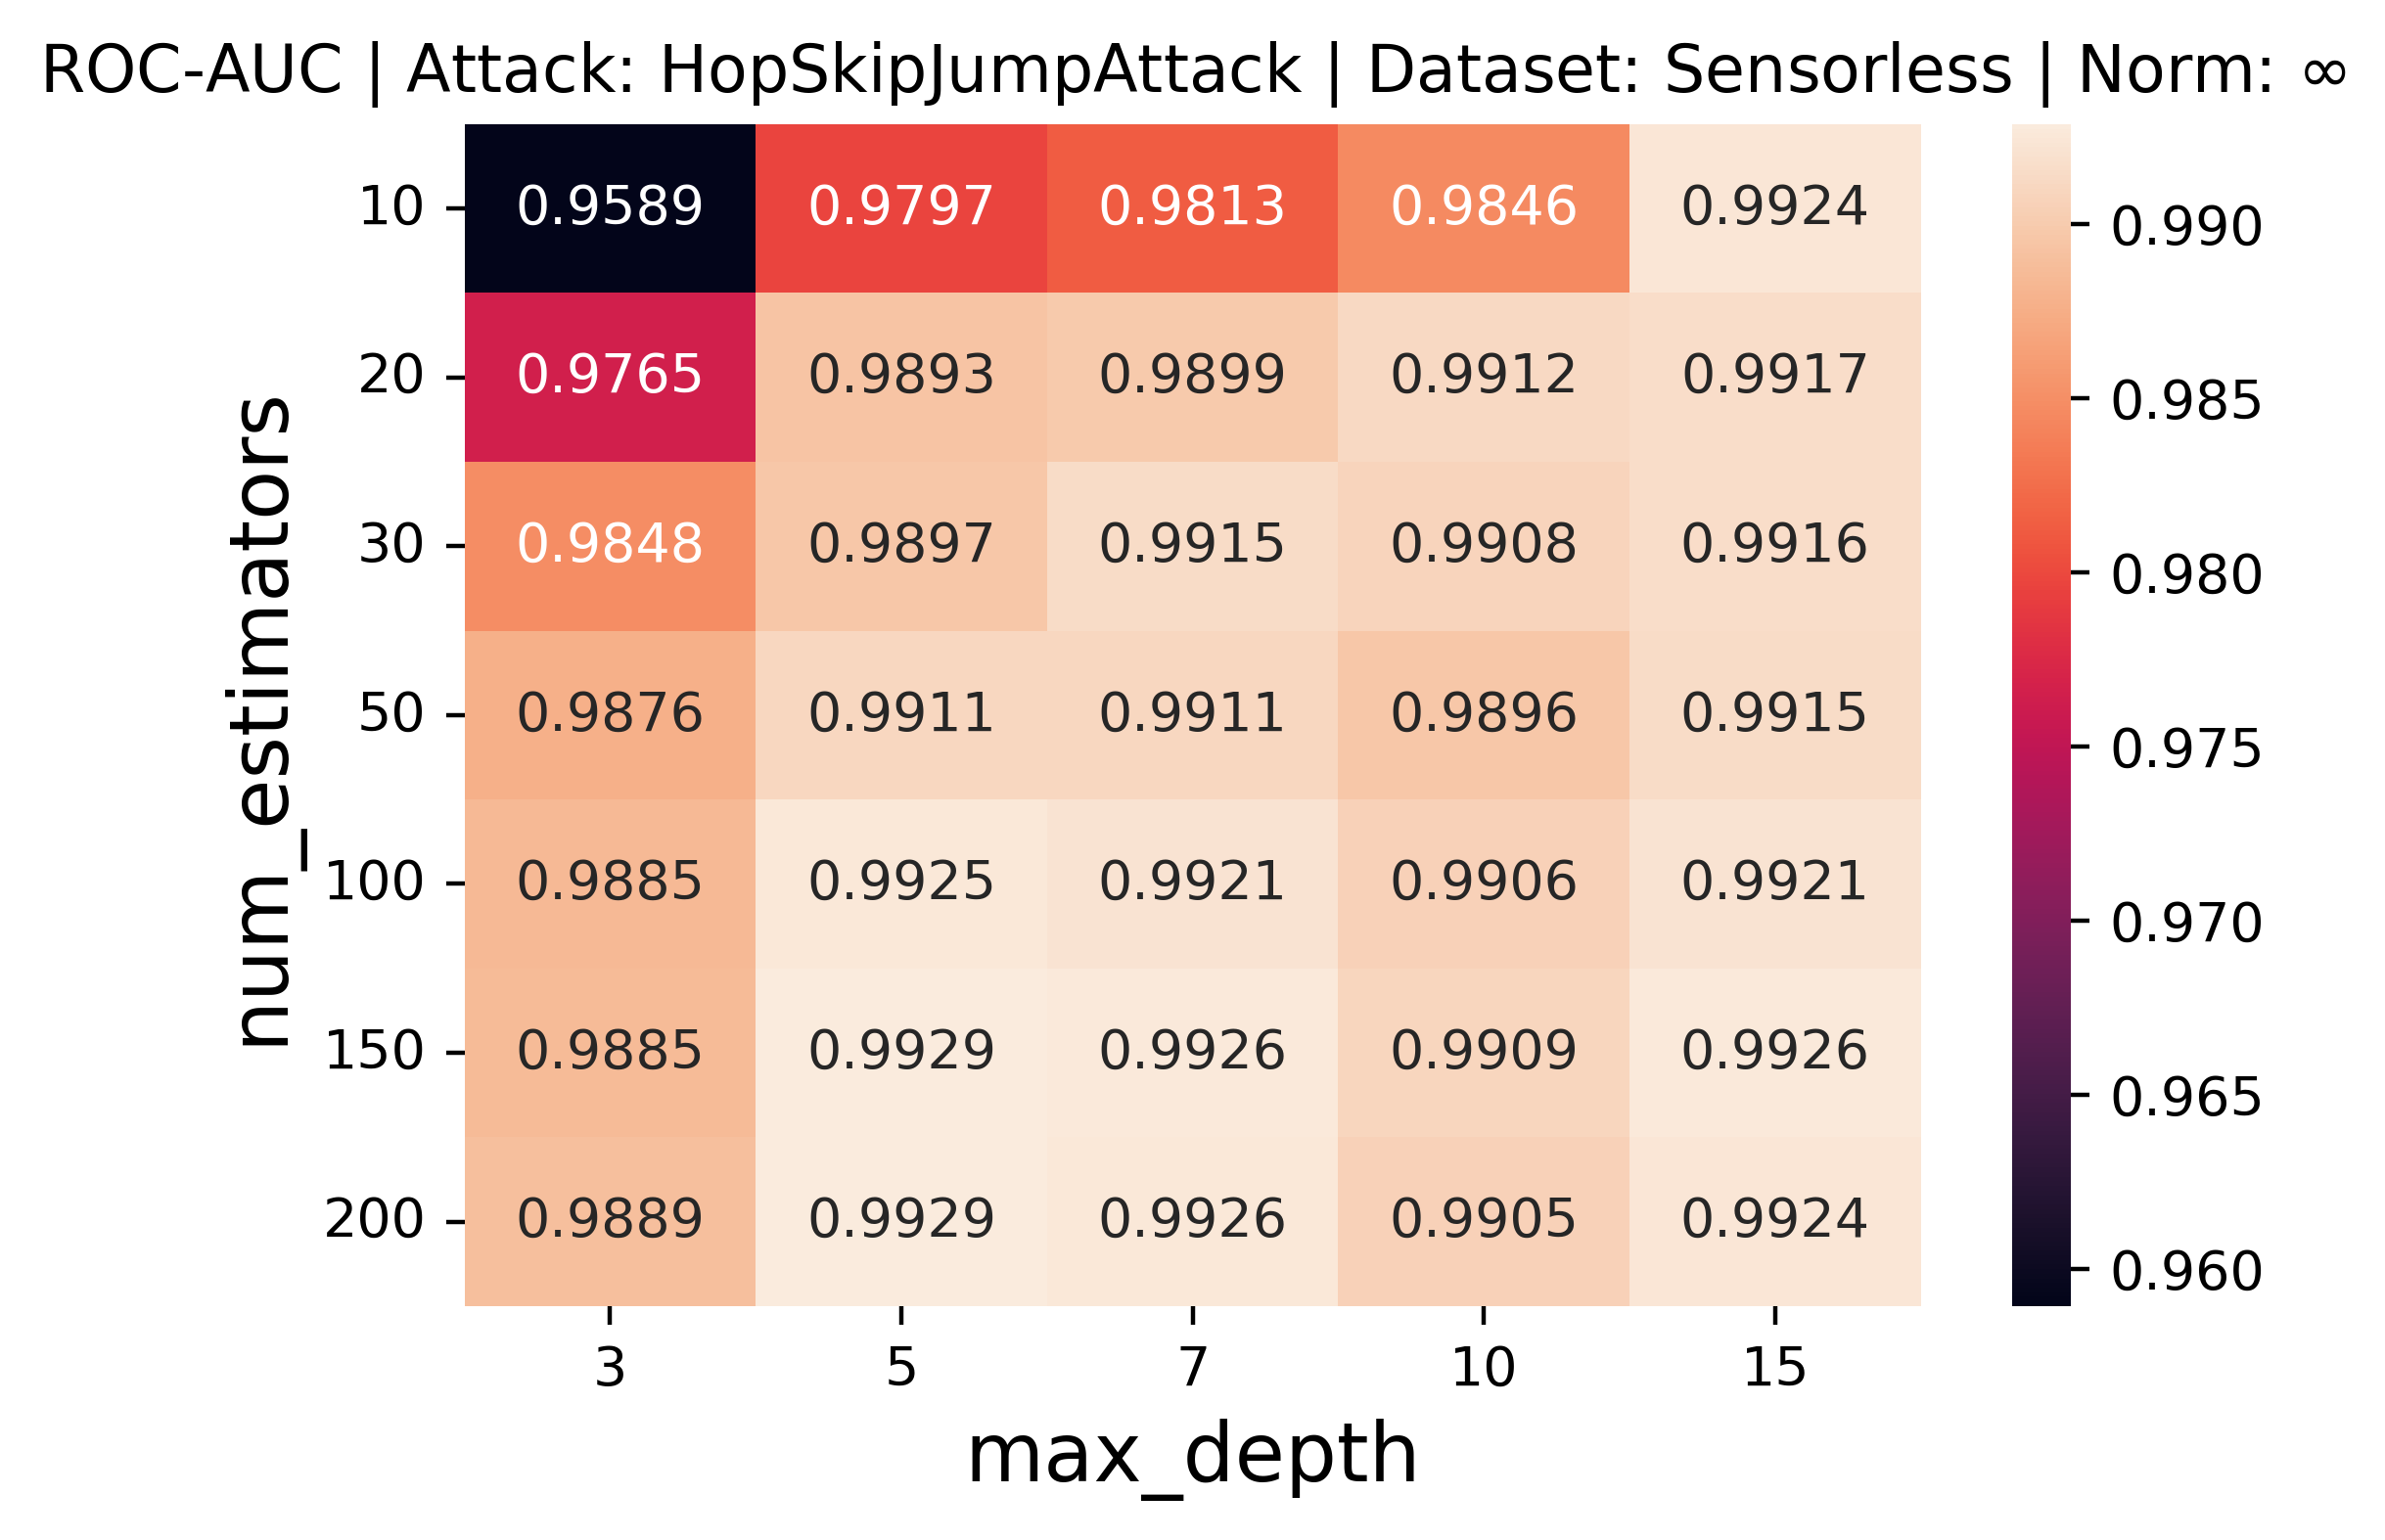 ROC-AUC | Attack: HopSkipJumpAttack | Dataset: Sensorless | Norm: ∞
num_estimators
10 0.9589 0.9797 0.9813 0.9846 0.9924
20 0.9765 0.9893 0.9899 0.9912 0.9917
30 0.9848 0.9897 0.9915 0.9908 0.9916
50 0.9876 0.9911 0.9911 0.9896 0.9915
100 0.9885 0.9925 0.9921 0.9906 0.9921
150 0.9885 0.9929 0.9926 0.9909 0.9926
200 0.9889 0.9929 0.9926 0.9905 0.9924
3 5 7 10 15
max_depth
0.990
0.985
0.980
0.975
0.970
0.965
0.960